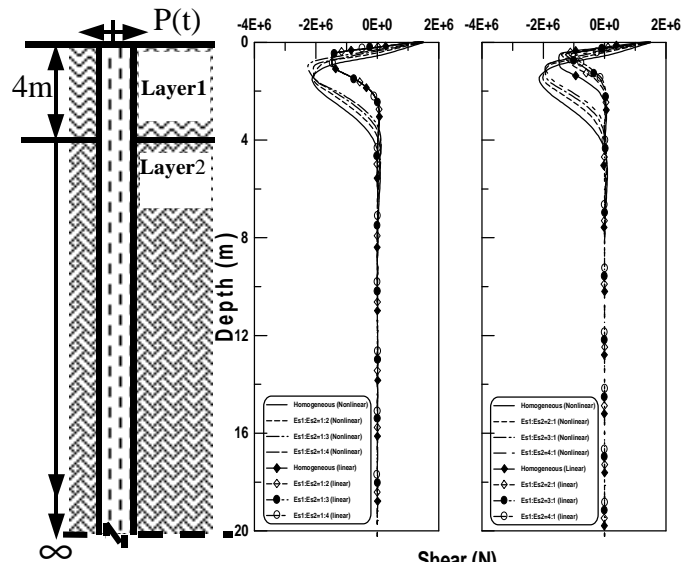 P(t)
4m
Layer1
Layer2
∞
-4E+6 -2E+6 0E+0 2E+6
0
4
8
12
16
20
Depth (m)
Homogeneous (Nonlinear)
Es1:Es2=1:2 (Nonlinear)
Es1:Es2=1:3 (Nonlinear)
Es1:Es2=1:4 (Nonlinear)
Homogeneous (linear)
Es1:Es2=1:2 (linear)
Es1:Es2=1:3 (linear)
Es1:Es2=1:4 (linear)
-4E+6 -2E+6 0E+0 2E+6
Homogeneous (Nonlinear)
Es1:Es2=2:1 (Nonlinear)
Es1:Es2=3:1 (Nonlinear)
Es1:Es2=4:1 (Nonlinear)
Homogeneous (Linear)
Es1:Es2=2:1 (linear)
Es1:Es2=3:1 (linear)
Es1:Es2=4:1 (linear)
Shear (N)